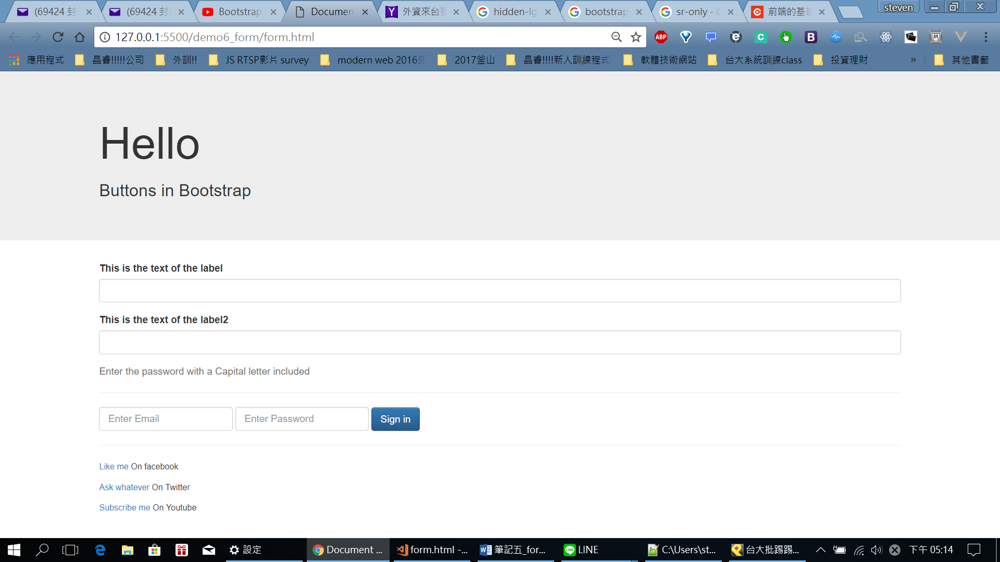 (69424 封
(69424 封
Bootstrap
Documen
外資來台獵
hidden-lg
bootstrap
sr-only - G
前端的基礎
steven
127.0.0.1:5500/demo6_form/form.html
ABP
應用程式
晶睿!!!!!公司
外訓!!
JS RTSP影片 survey
modern web 2016外
2017釜山
晶睿!!!!新人訓練程式
軟體技術網站
台大系統訓練class
投資理財
»
其他書籤
Hello
Buttons in Bootstrap
This is the text of the label
This is the text of the label2
Enter the password with a Capital letter included
Enter Email
Enter Password
Sign in
Like me On facebook
Ask whatever On Twitter
Subscribe me On Youtube
設定
Document ...
form.html -...
筆記五_for...
LINE
C:\Users\st...
台大批踢踢...
下午 05:14